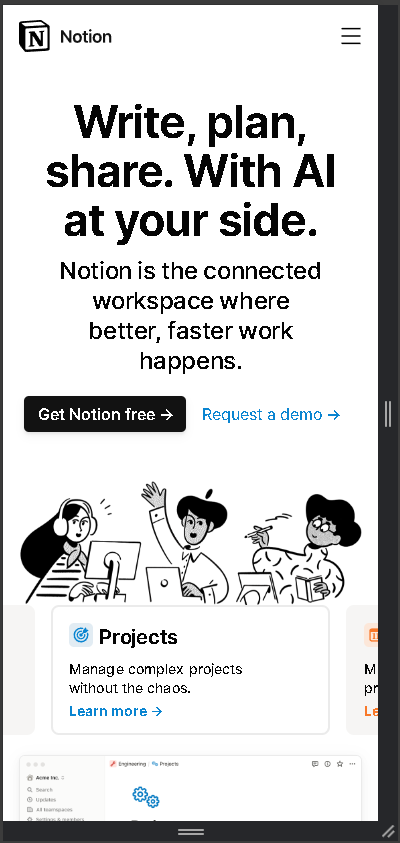 Notion
Write, plan,
share. With AI
at your side.
Notion is the connected
workspace where
better, faster work
happens.
Get Notion free →
Request a demo →
Projects
Manage complex projects
without the chaos.
Learn more →
M
pr
Le
Engineering / Projects
Acme Inc.
Search
Updates
All teamspaces
Settings & members